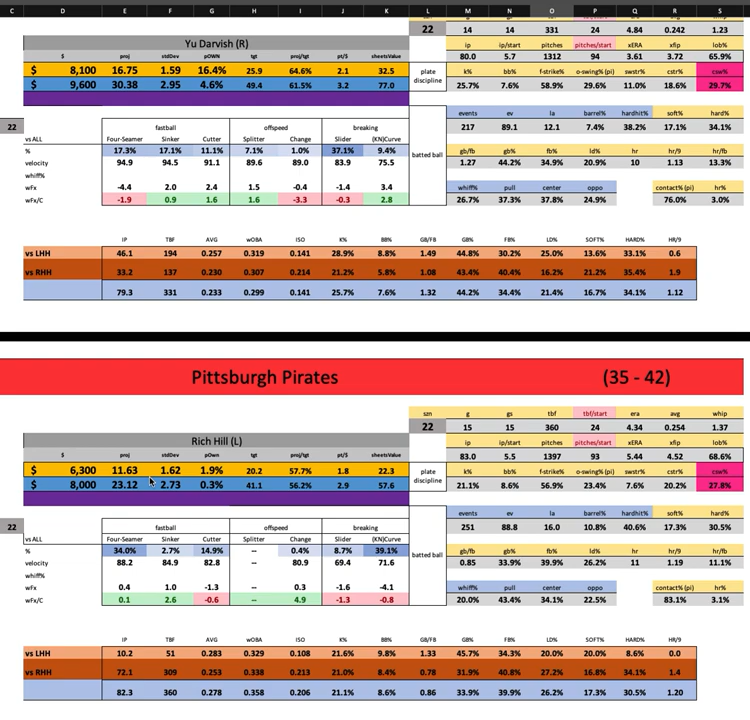 C D E F G H I J K L M N O P Q R S
22 14 14 331 24 4.84 0.242 1.23
Yu Darvish (R) ip ip/start pitches pitches/start xERA xfip lob%
$ proj stdDev pOWN tgt proj/tgt pt/$ sheetsValue 80.0 5.7 1312 94 3.61 3.72 65.9%
$ 8,100 16.75 1.59 16.4% 25.9 64.6% 2.1 32.5 plate discipline k% bb% f-strike% o-swing% (pi) swstr% cstr% csw%
$ 9,600 30.38 2.95 4.6% 49.4 61.5% 3.2 77.0 25.7% 7.6% 58.9% 29.6% 11.0% 18.6% 29.7%
events ev la barrel% hardhit% soft% hard%
22 fastball offspeed breaking 217 89.1 12.1 7.4% 38.2% 17.1% 34.1%
vs ALL Four-Seamer Sinker Cutter Splitter Change Slider (KN)Curve
% 17.3% 17.1% 11.1% 7.1% 1.0% 37.1% 9.4% batted ball gb/fb gb% fb% ld% hr hr/9 hr/fb
velocity 94.9 94.5 91.1 89.6 89.0 83.9 75.5 1.27 44.2% 34.9% 20.9% 10 1.13 13.3%
whiff%
wFx -4.4 2.0 2.4 1.5 -0.4 -1.4 3.4 whiff% pull center oppo contact% (pi) hr%
wFx/C -1.9 0.9 1.6 1.6 -3.3 -0.3 2.8 26.7% 37.3% 37.8% 24.9% 76.0% 3.0%
IP TBF AVG wOBA ISO K% BB% GB/FB GB% FB% LD% SOFT% HARD% HR/9
vs LHH 46.1 194 0.257 0.319 0.141 28.9% 8.8% 1.49 44.8% 30.2% 25.0% 13.6% 33.1% 0.6
vs RHH 33.2 137 0.230 0.307 0.214 21.2% 5.8% 1.08 43.4% 40.4% 16.2% 21.2% 35.4% 1.9
79.3 331 0.233 0.299 0.141 25.7% 7.6% 1.32 44.2% 34.4% 21.4% 16.7% 34.1% 1.12
Pittsburgh Pirates (35 - 42)
szn g gs tbf tbf/start era avg whip
22 15 15 360 24 4.34 0.254 1.37
Rich Hill (L) ip ip/start pitches pitches/start xERA xfip lob%
$ proj stdDev pOWN tgt proj/tgt pt/$ sheetsValue 83.0 5.5 1397 93 5.44 4.52 68.6%
$ 6,300 11.63 1.62 1.9% 20.2 57.7% 1.8 22.3 plate discipline k% bb% f-strike% o-swing% (pi) swstr% cstr% csw%
$ 8,000 23.12 2.73 0.3% 41.1 56.2% 2.9 57.6 21.1% 8.6% 56.9% 23.4% 7.6% 20.2% 27.8%
events ev la barrel% hardhit% soft% hard%
22 fastball offspeed breaking 251 88.8 16.0 10.8% 40.6% 17.3% 30.5%
vs ALL Four-Seamer Sinker Cutter Splitter Change Slider (KN)Curve
% 34.0% 2.7% 14.9% -- 0.4% 8.7% 39.1% batted ball gb/fb gb% fb% ld% hr hr/9 hr/fb
velocity 88.2 84.9 82.8 -- 80.9 69.4 71.6 0.85 33.9% 39.9% 26.2% 11 1.19 11.1%
whiff%
wFx 0.4 1.0 -1.3 -- 0.3 -1.6 -4.1 whiff% pull center oppo contact% (pi) hr%
wFx/C 0.1 2.6 -0.6 -- 4.9 -1.3 -0.8 20.0% 43.4% 34.1% 22.5% 83.1% 3.1%
IP TBF AVG wOBA ISO K% BB% GB/FB GB% FB% LD% SOFT% HARD% HR/9
vs LHH 10.2 51 0.283 0.329 0.108 21.6% 9.8% 1.33 45.7% 34.3% 20.0% 20.0% 8.6% 0.0
vs RHH 72.1 309 0.253 0.338 0.213 21.0% 8.4% 0.78 31.9% 40.8% 27.2% 16.8% 34.1% 1.4
82.3 360 0.278 0.358 0.206 21.1% 8.6% 0.86 33.9% 39.9% 26.2% 17.3% 30.5% 1.20